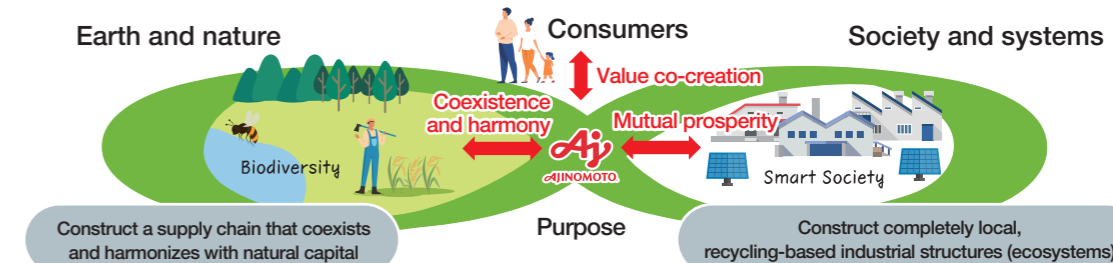 Earth and nature
Consumers
Society and systems
Value co-creation
Coexistence
and harmony
Mutual prosperity
Aj
AJINOMOTO
Biodiversity
Smart Society
Purpose
Construct a supply chain that coexists
and harmonizes with natural capital
Construct completely local,
recycling-based industrial structures (ecosystems)